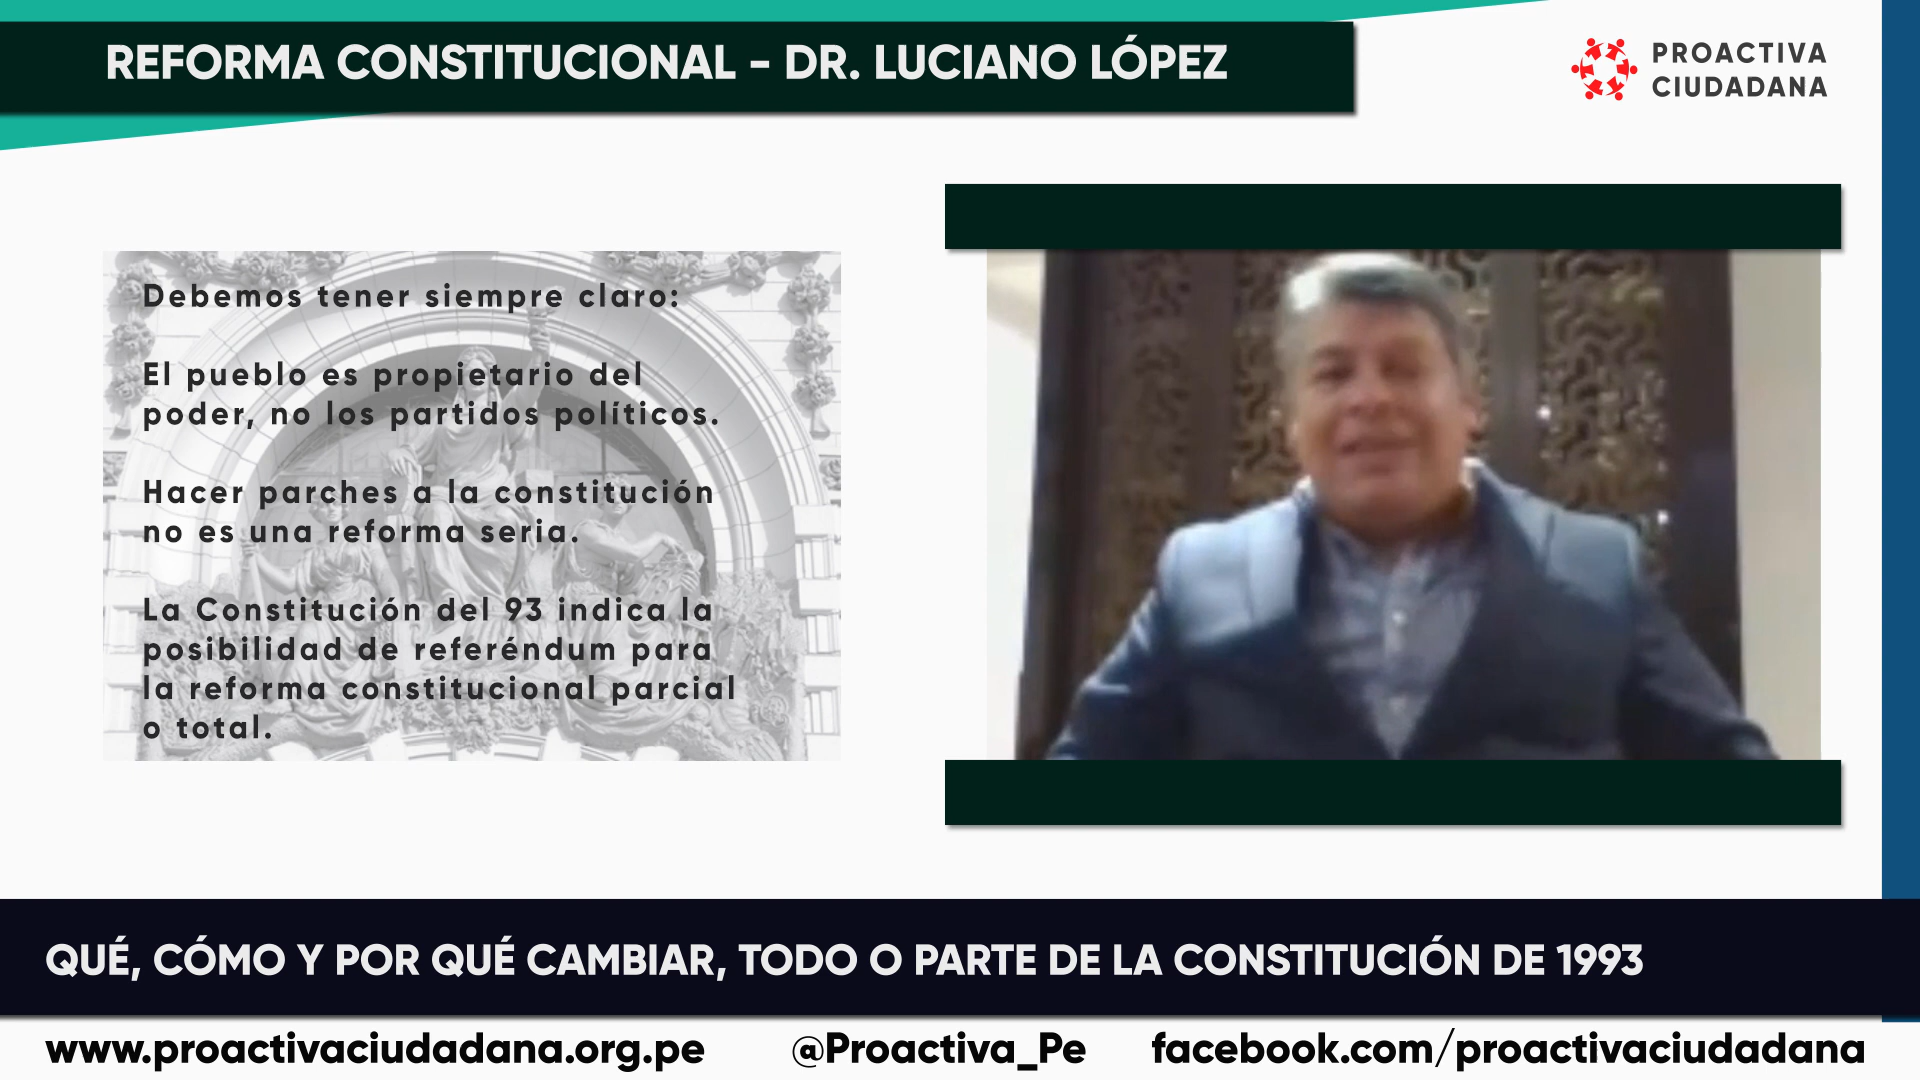 REFORMA CONSTITUCIONAL - DR. LUCIANO LÓPEZ
PROACTIVA
CIUDADANA
Debemos tener siempre claro:
El pueblo es propietario del
poder, no los partidos políticos.
Hacer parches a la constitución
no es una reforma seria.
La Constitución del 93 indica la
posibilidad de referéndum para
la reforma constitucional parcial
o total.
QUÉ, CÓMO Y POR QUÉ CAMBIAR, TODO O PARTE DE LA CONSTITUCIÓN DE 1993
www.proactivaciudadana.org.pe @Proactiva_Pe facebook.com/proactivaciudadana